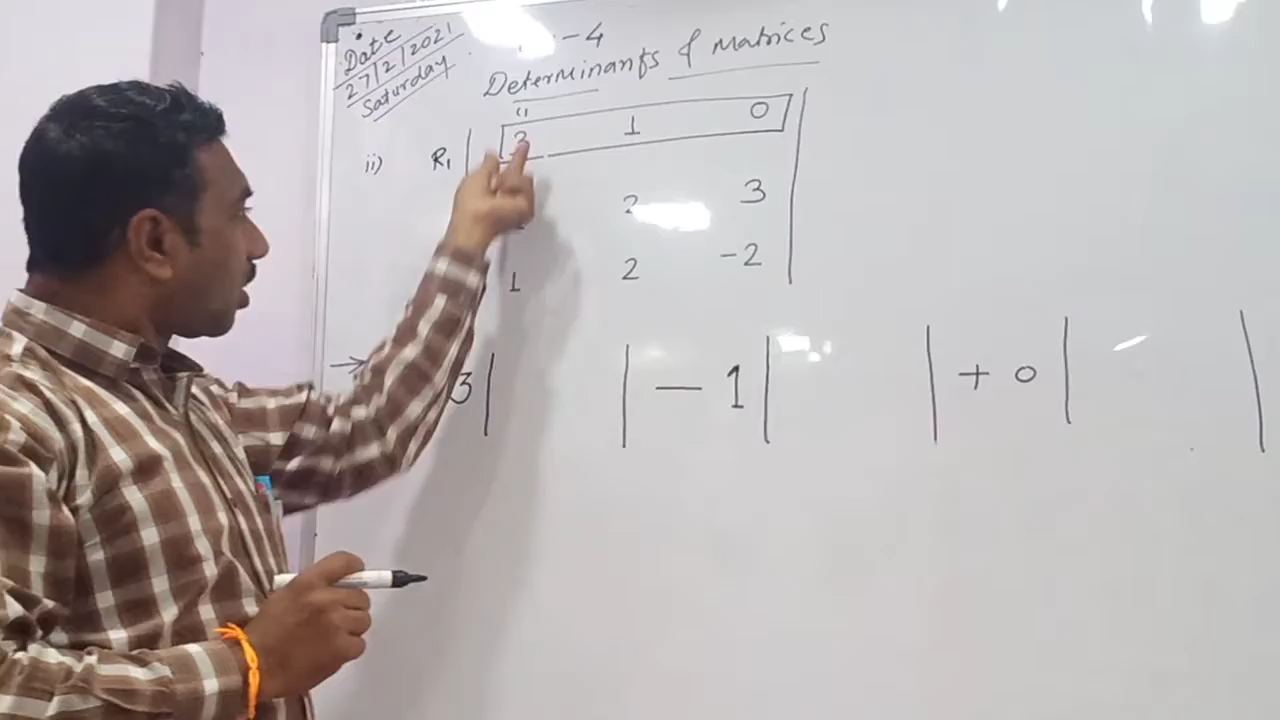 Date
27/2/2021
Saturday
-4
Determinants & Matrices
ii) R₁ | 3 1 0 |
2 3
1 2 -2
→ 3| | - 1| | + 0| |